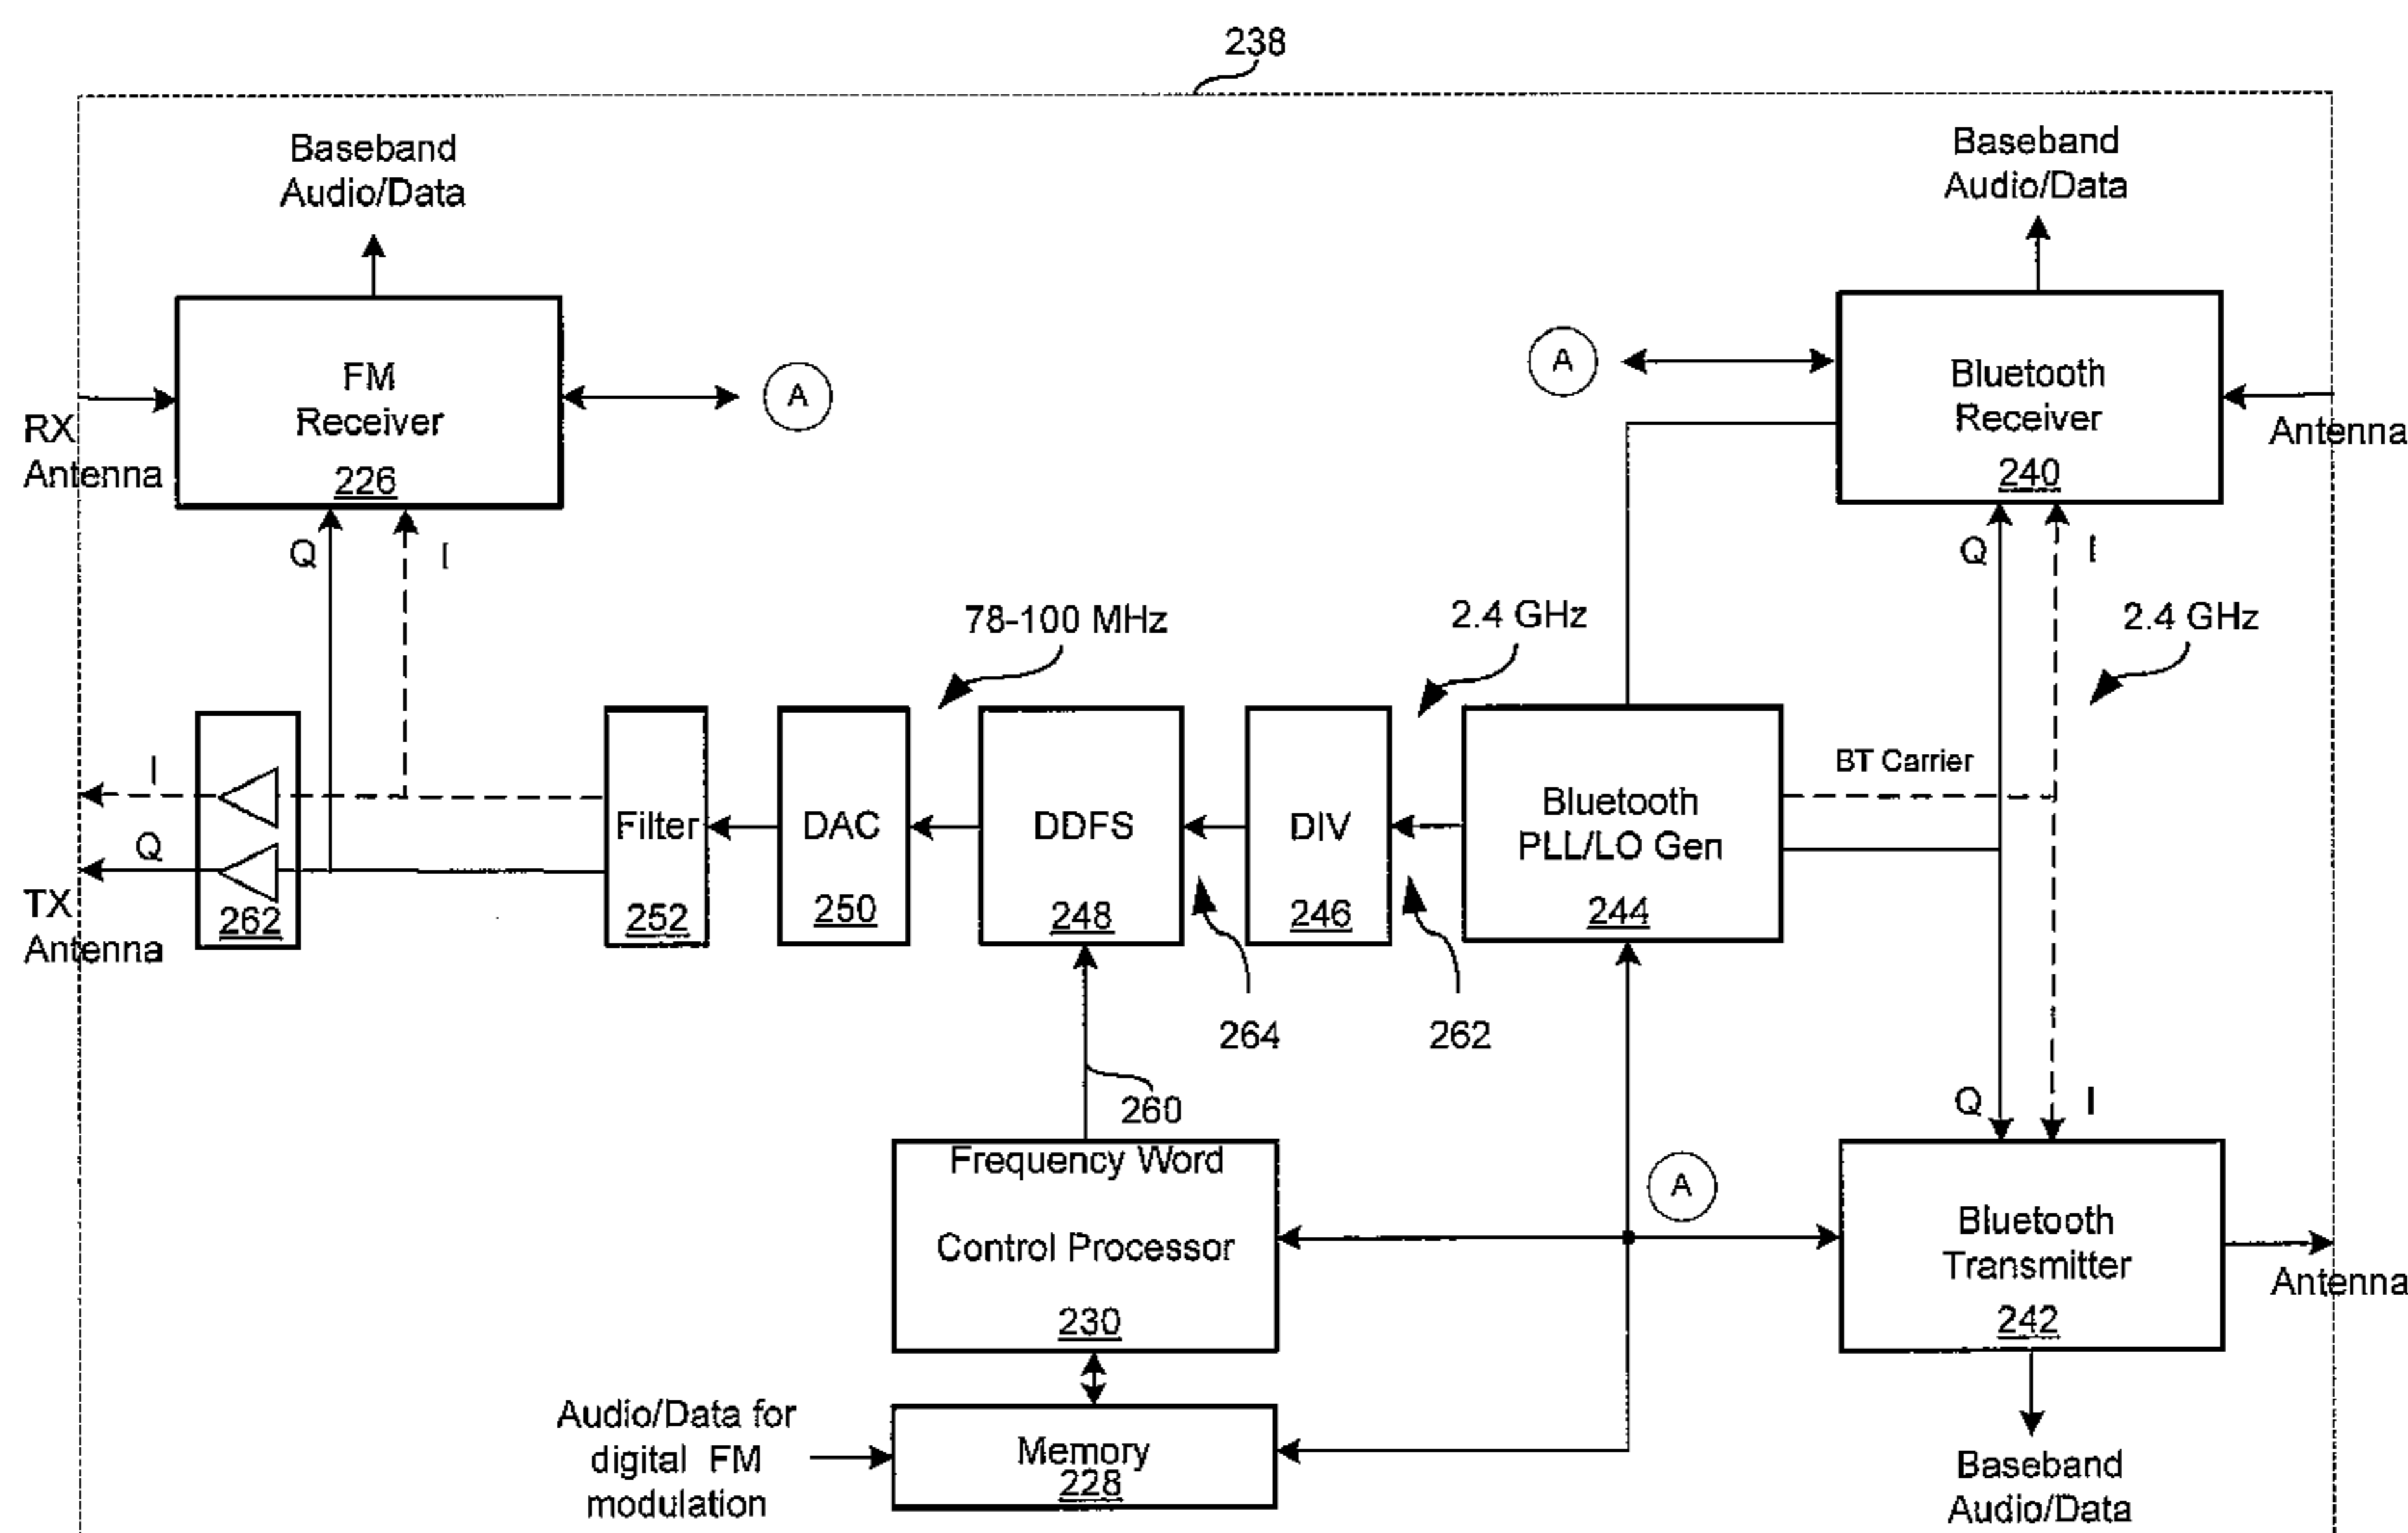 238
Baseband
Audio/Data
Baseband
Audio/Data
FM
Receiver
226
A
A
Bluetooth
Receiver
240
RX
Antenna
Antenna
Q
I
Q
I
78-100 MHz
2.4 GHz
2.4 GHz
I
Q
262
Filter
252
DAC
250
DDFS
248
DIV
246
Bluetooth
PLL/LO Gen
244
BT Carrier
TX
Antenna
264
262
260
Q
I
Frequency Word
Control Processor
230
A
Bluetooth
Transmitter
242
Antenna
Audio/Data for
digital FM
modulation
Memory
228
Baseband
Audio/Data